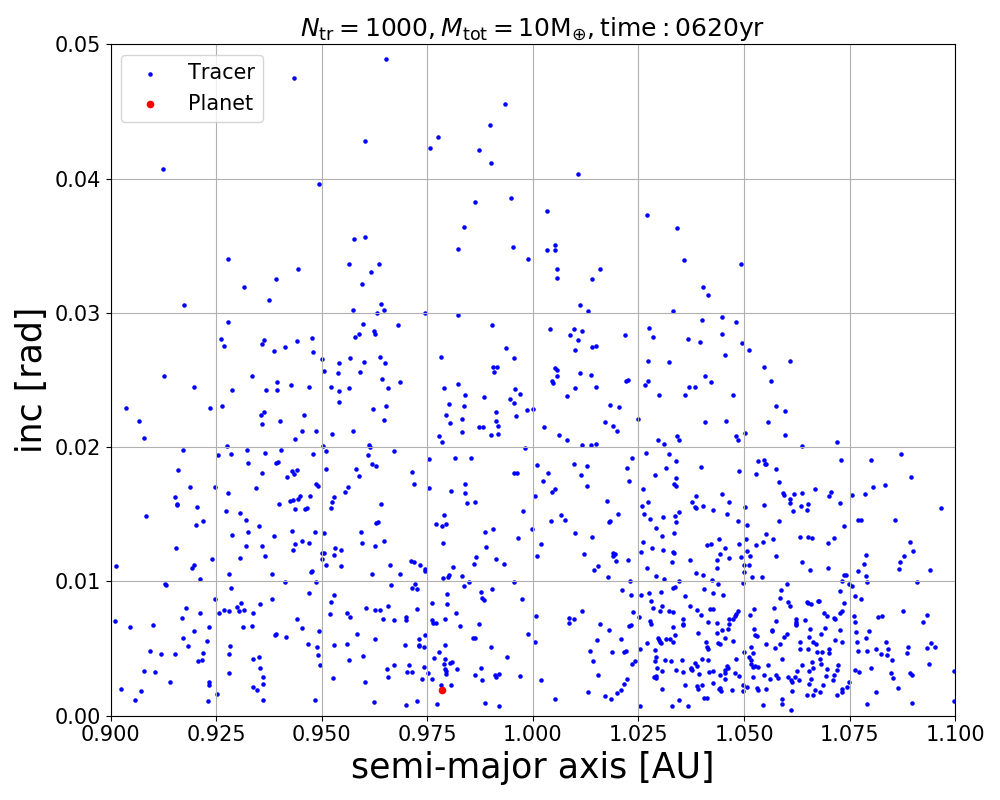 N_tr = 1000, M_tot = 10M_⊕, time : 0620yr
Tracer
Planet
inc [rad]
0.05
0.04
0.03
0.02
0.01
0.00
0.900 0.925 0.950 0.975 1.000 1.025 1.050 1.075 1.100
semi-major axis [AU]